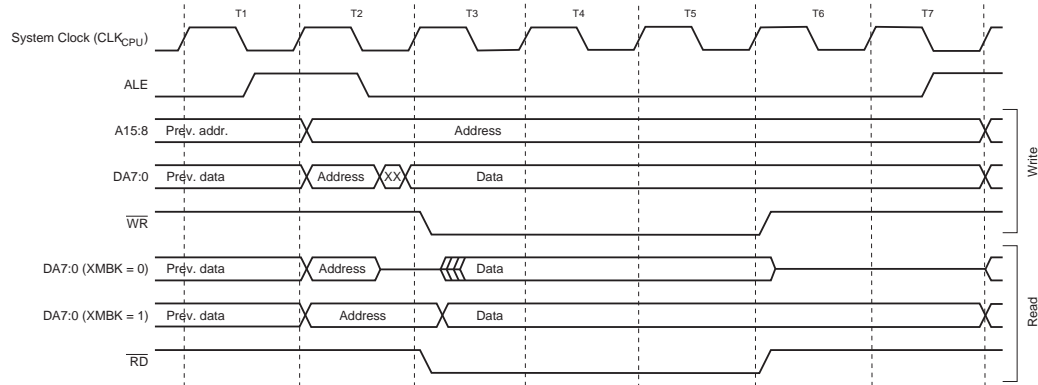 T1 T2 T3 T4 T5 T6 T7
System Clock (CLKCPU)
ALE
A15:8 Prev. addr. Address
DA7:0 Prev. data Address XX Data
WR
Write
DA7:0 (XMBK = 0) Prev. data Address Data
DA7:0 (XMBK = 1) Prev. data Address Data
RD
Read